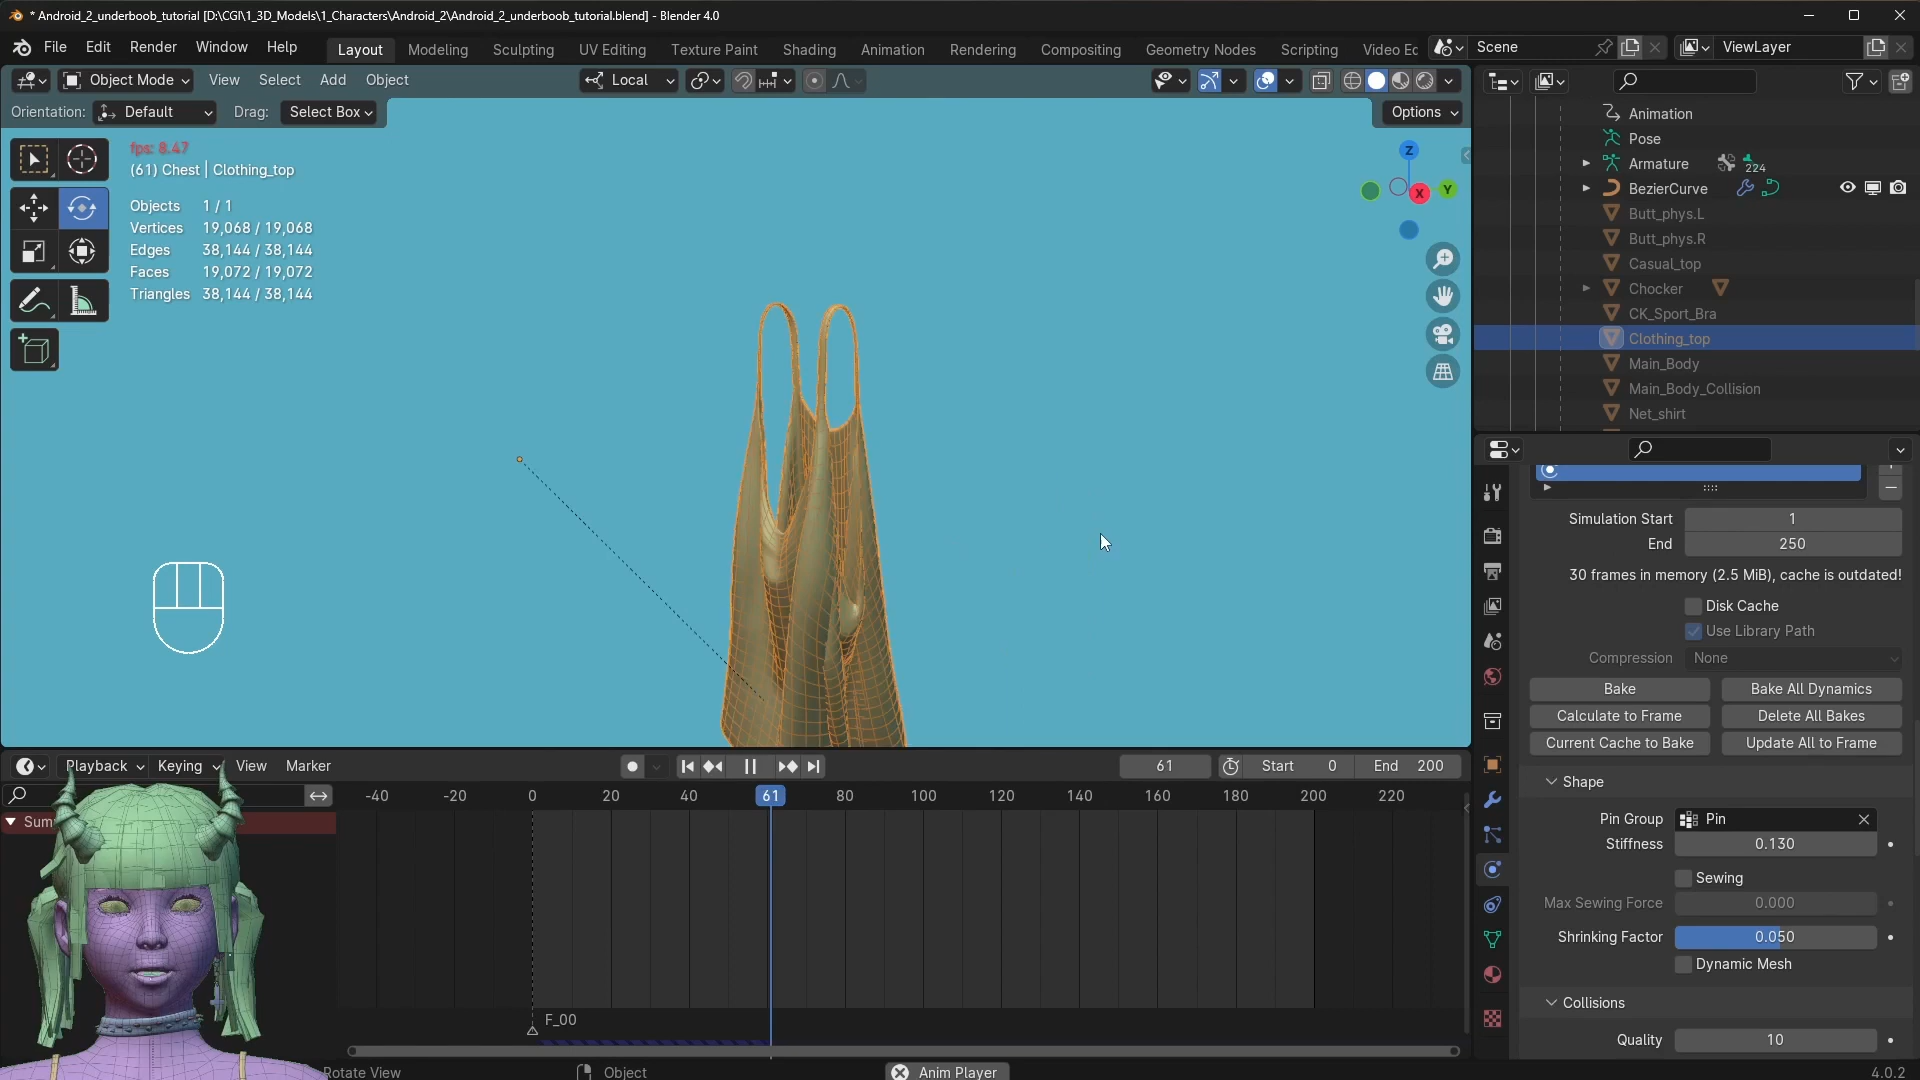 * Android_2_underboob_tutorial [D:\CGI\1_3D_Models\1_Characters\Android_2\Android_2_underboob_tutorial.blend] - Blender 4.0
File Edit Render Window Help
Layout Modeling Sculpting UV Editing Texture Paint Shading Animation Rendering Compositing Geometry Nodes Scripting Video Ec
Scene
ViewLayer
Object Mode View Select Add Object
Local
Orientation: Default Drag: Select Box
Options
fps: 8.47
(61) Chest | Clothing_top
Objects 1 / 1
Vertices 19,068 / 19,068
Edges 38,144 / 38,144
Faces 19,072 / 19,072
Triangles 38,144 / 38,144
Z
X
Y
Animation
Pose
Armature
224
BezierCurve
Butt_phys.L
Butt_phys.R
Casual_top
Chocker
CK_Sport_Bra
Clothing_top
Main_Body
Main_Body_Collision
Net_shirt
Simulation Start 1
End 250
30 frames in memory (2.5 MiB), cache is outdated!
Disk Cache
Use Library Path
Compression None
Bake Bake All Dynamics
Calculate to Frame Delete All Bakes
Current Cache to Bake Update All to Frame
Shape
Pin Group Pin
Stiffness 0.130
Sewing
Max Sewing Force 0.000
Shrinking Factor 0.050
Dynamic Mesh
Collisions
Quality 10
Playback Keying View Marker
61 Start 0 End 200
-40 -20 0 20 40 61 80 100 120 140 160 180 200 220
Sum
F_00
Rotate View Object Anim Player
4.0.2